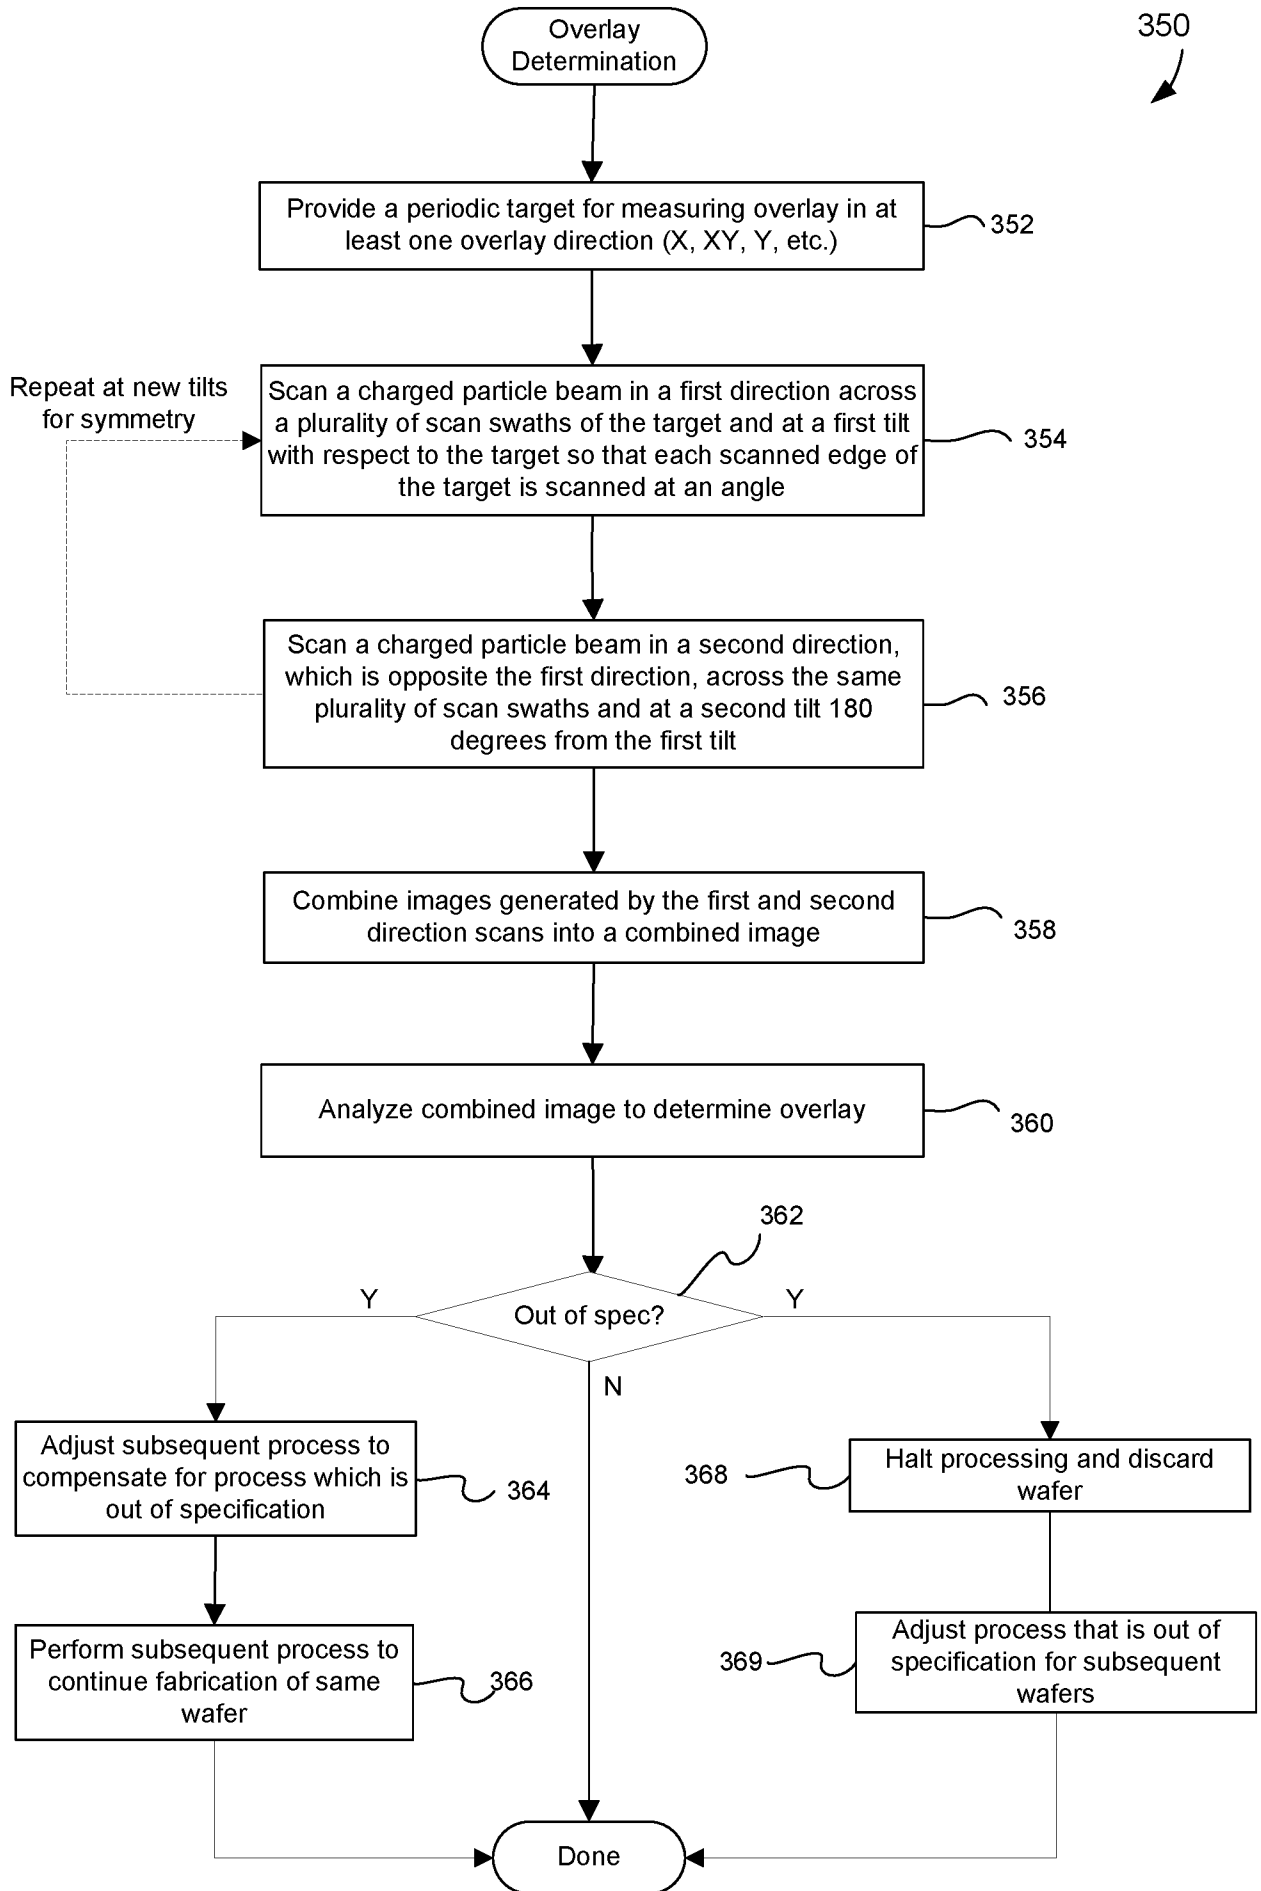 Overlay
Determination
350
Provide a periodic target for measuring overlay in at
least one overlay direction (X, XY, Y, etc.)
352
Repeat at new tilts
for symmetry
Scan a charged particle beam in a first direction across
a plurality of scan swaths of the target and at a first tilt
with respect to the target so that each scanned edge of
the target is scanned at an angle
354
Scan a charged particle beam in a second direction,
which is opposite the first direction, across the same
plurality of scan swaths and at a second tilt 180
degrees from the first tilt
356
Combine images generated by the first and second
direction scans into a combined image
358
Analyze combined image to determine overlay
360
362
Out of spec?
Y
Y
N
Adjust subsequent process to
compensate for process which is
out of specification
364
368
Halt processing and discard
wafer
Perform subsequent process to
continue fabrication of same
wafer
366
369
Adjust process that is out of
specification for subsequent
wafers
Done